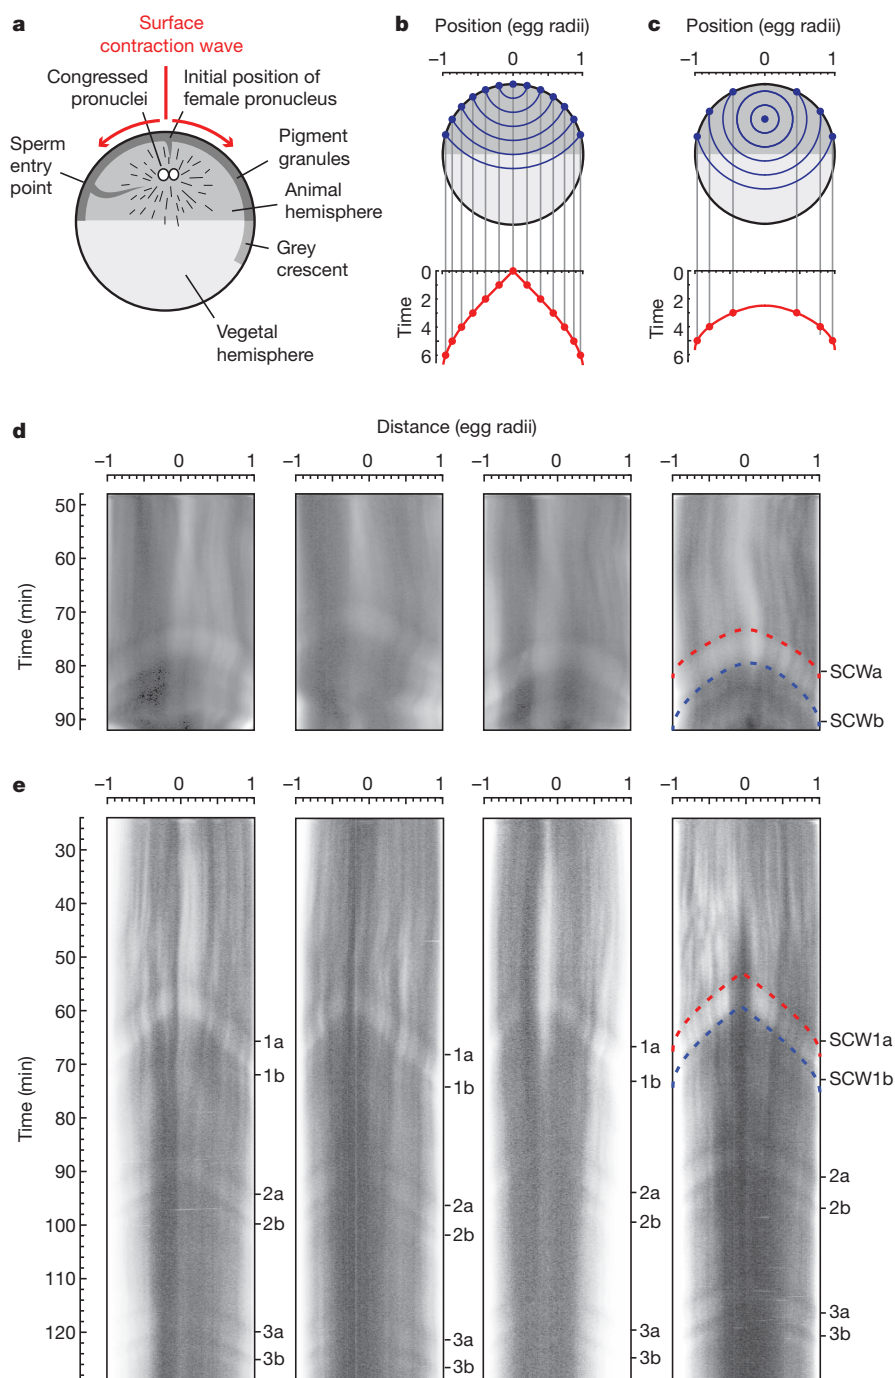 a
Surface
contraction wave
Congressed
pronuclei
Initial position of
female pronucleus
Sperm
entry
point
Pigment
granules
Animal
hemisphere
Grey
crescent
Vegetal
hemisphere
b
Position (egg radii)
−1 0 1
Time
0
2
4
6
c
Position (egg radii)
−1 0 1
Time
0
2
4
6
d
Distance (egg radii)
−1 0 1
−1 0 1
−1 0 1
−1 0 1
Time (min)
50
60
70
80
90
SCWa
SCWb
e
−1 0 1
−1 0 1
−1 0 1
−1 0 1
Time (min)
30
40
50
60
70
80
90
100
110
120
1a
1b
2a
2b
3a
3b
1a
1b
2a
2b
3a
3b
1a
1b
2a
2b
3a
3b
SCW1a
SCW1b
2a
2b
3a
3b